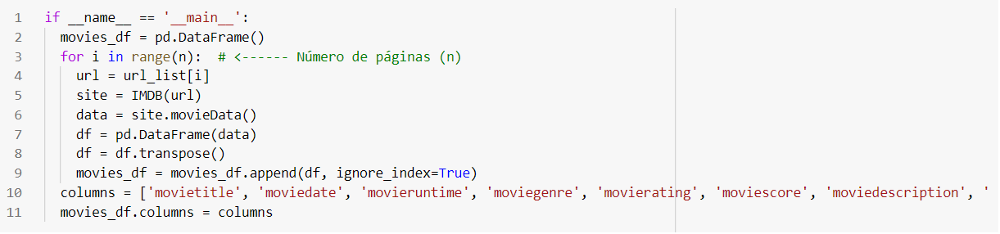 1 if __name__ == '__main__':
2 movies_df = pd.DataFrame()
3 for i in range(n):  # <------ Número de páginas (n)
4 url = url_list[i]
5 site = IMDB(url)
6 data = site.movieData()
7 df = pd.DataFrame(data)
8 df = df.transpose()
9 movies_df = movies_df.append(df, ignore_index=True)
10 columns = ['movietitle', 'moviedate', 'movieruntime', 'moviegenre', 'movierating', 'moviescore', 'moviedescription', '
11 movies_df.columns = columns